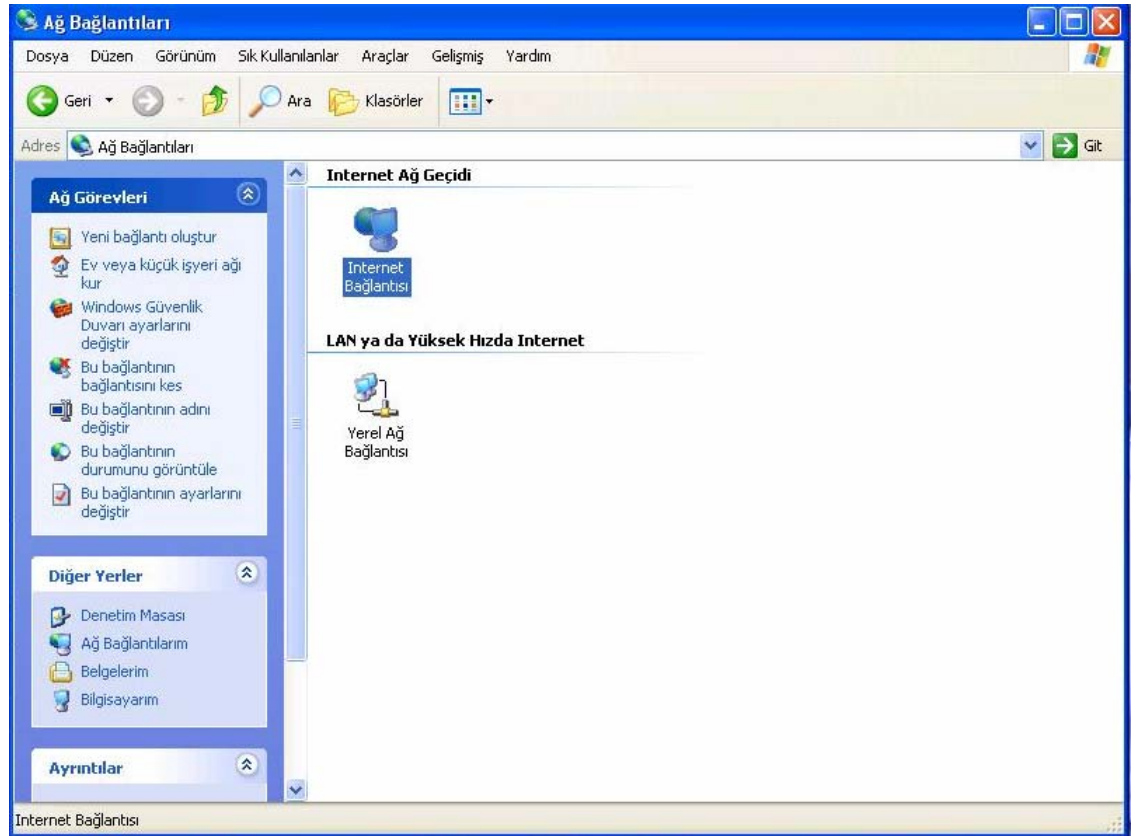 Ağ Bağlantıları
Dosya Düzen Görünüm Sık Kullanılanlar Araçlar Gelişmiş Yardım
Geri Ara Klasörler
Adres Ağ Bağlantıları Git
Ağ Görevleri
Yeni bağlantı oluştur
Ev veya küçük işyeri ağı
kur
Windows Güvenlik
Duvarı ayarlarını
değiştir
Bu bağlantının
bağlantısını kes
Bu bağlantının adını
değiştir
Bu bağlantının
durumunu görüntüle
Bu bağlantının ayarlarını
değiştir
Diğer Yerler
Denetim Masası
Ağ Bağlantılarım
Belgelerim
Bilgisayarım
Ayrıntılar
Internet Ağ Geçidi
Internet
Bağlantısı
LAN ya da Yüksek Hızda Internet
Yerel Ağ
Bağlantısı
Internet Bağlantısı